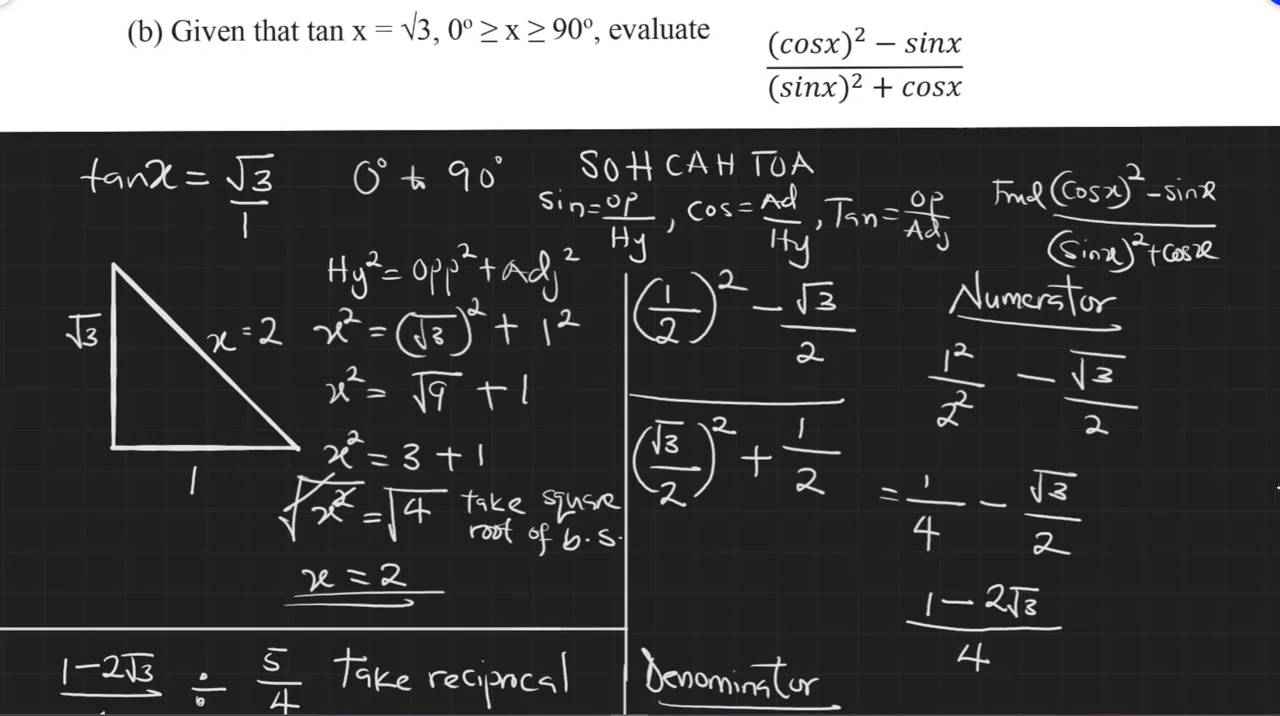 (b) Given that tan x = √3, 0º ≥ x ≥ 90º, evaluate
(cosx)² − sinx
(sinx)² + cosx
tanx = √3/1
0° to 90°
SOH CAH TOA
Sin = OP/Hy, Cos = Ad/Hy, Tan = OP/Adj
Find (Cosx)² − sinx
(Sinx)² + Cosx
√3
x = 2
1
Hy² = Opp² + Adj²
x² = (√3)² + 1²
x² = √9 + 1
x² = 3 + 1
√x² = √4 take square
root of b.s.
x = 2
(1/2)² − √3/2
(√3/2)² + 1/2
Numerator
1²/2² − √3/2
= 1/4 − √3/2
1 − 2√3
4
1 − 2√3 ÷ 5/4 Take reciprocal
Denominator